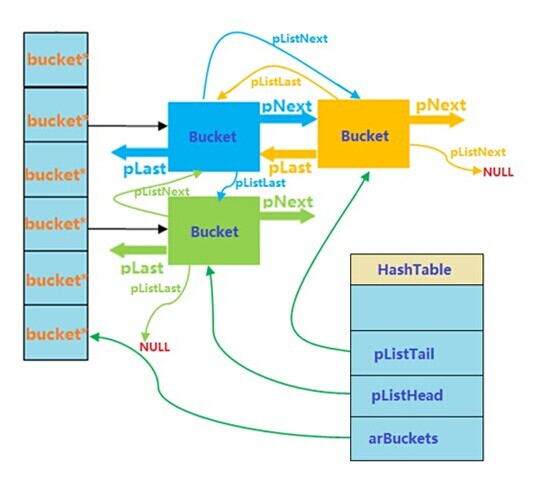 bucket*
bucket*
bucket*
bucket*
bucket*
bucket*
pListNext
pListLast
pNext
pNext
Bucket
Bucket
pLast
pLast
pListNext
NULL
pListNext
pListLast
pNext
Bucket
pLast
pListLast
NULL
HashTable
pListTail
pListHead
arBuckets